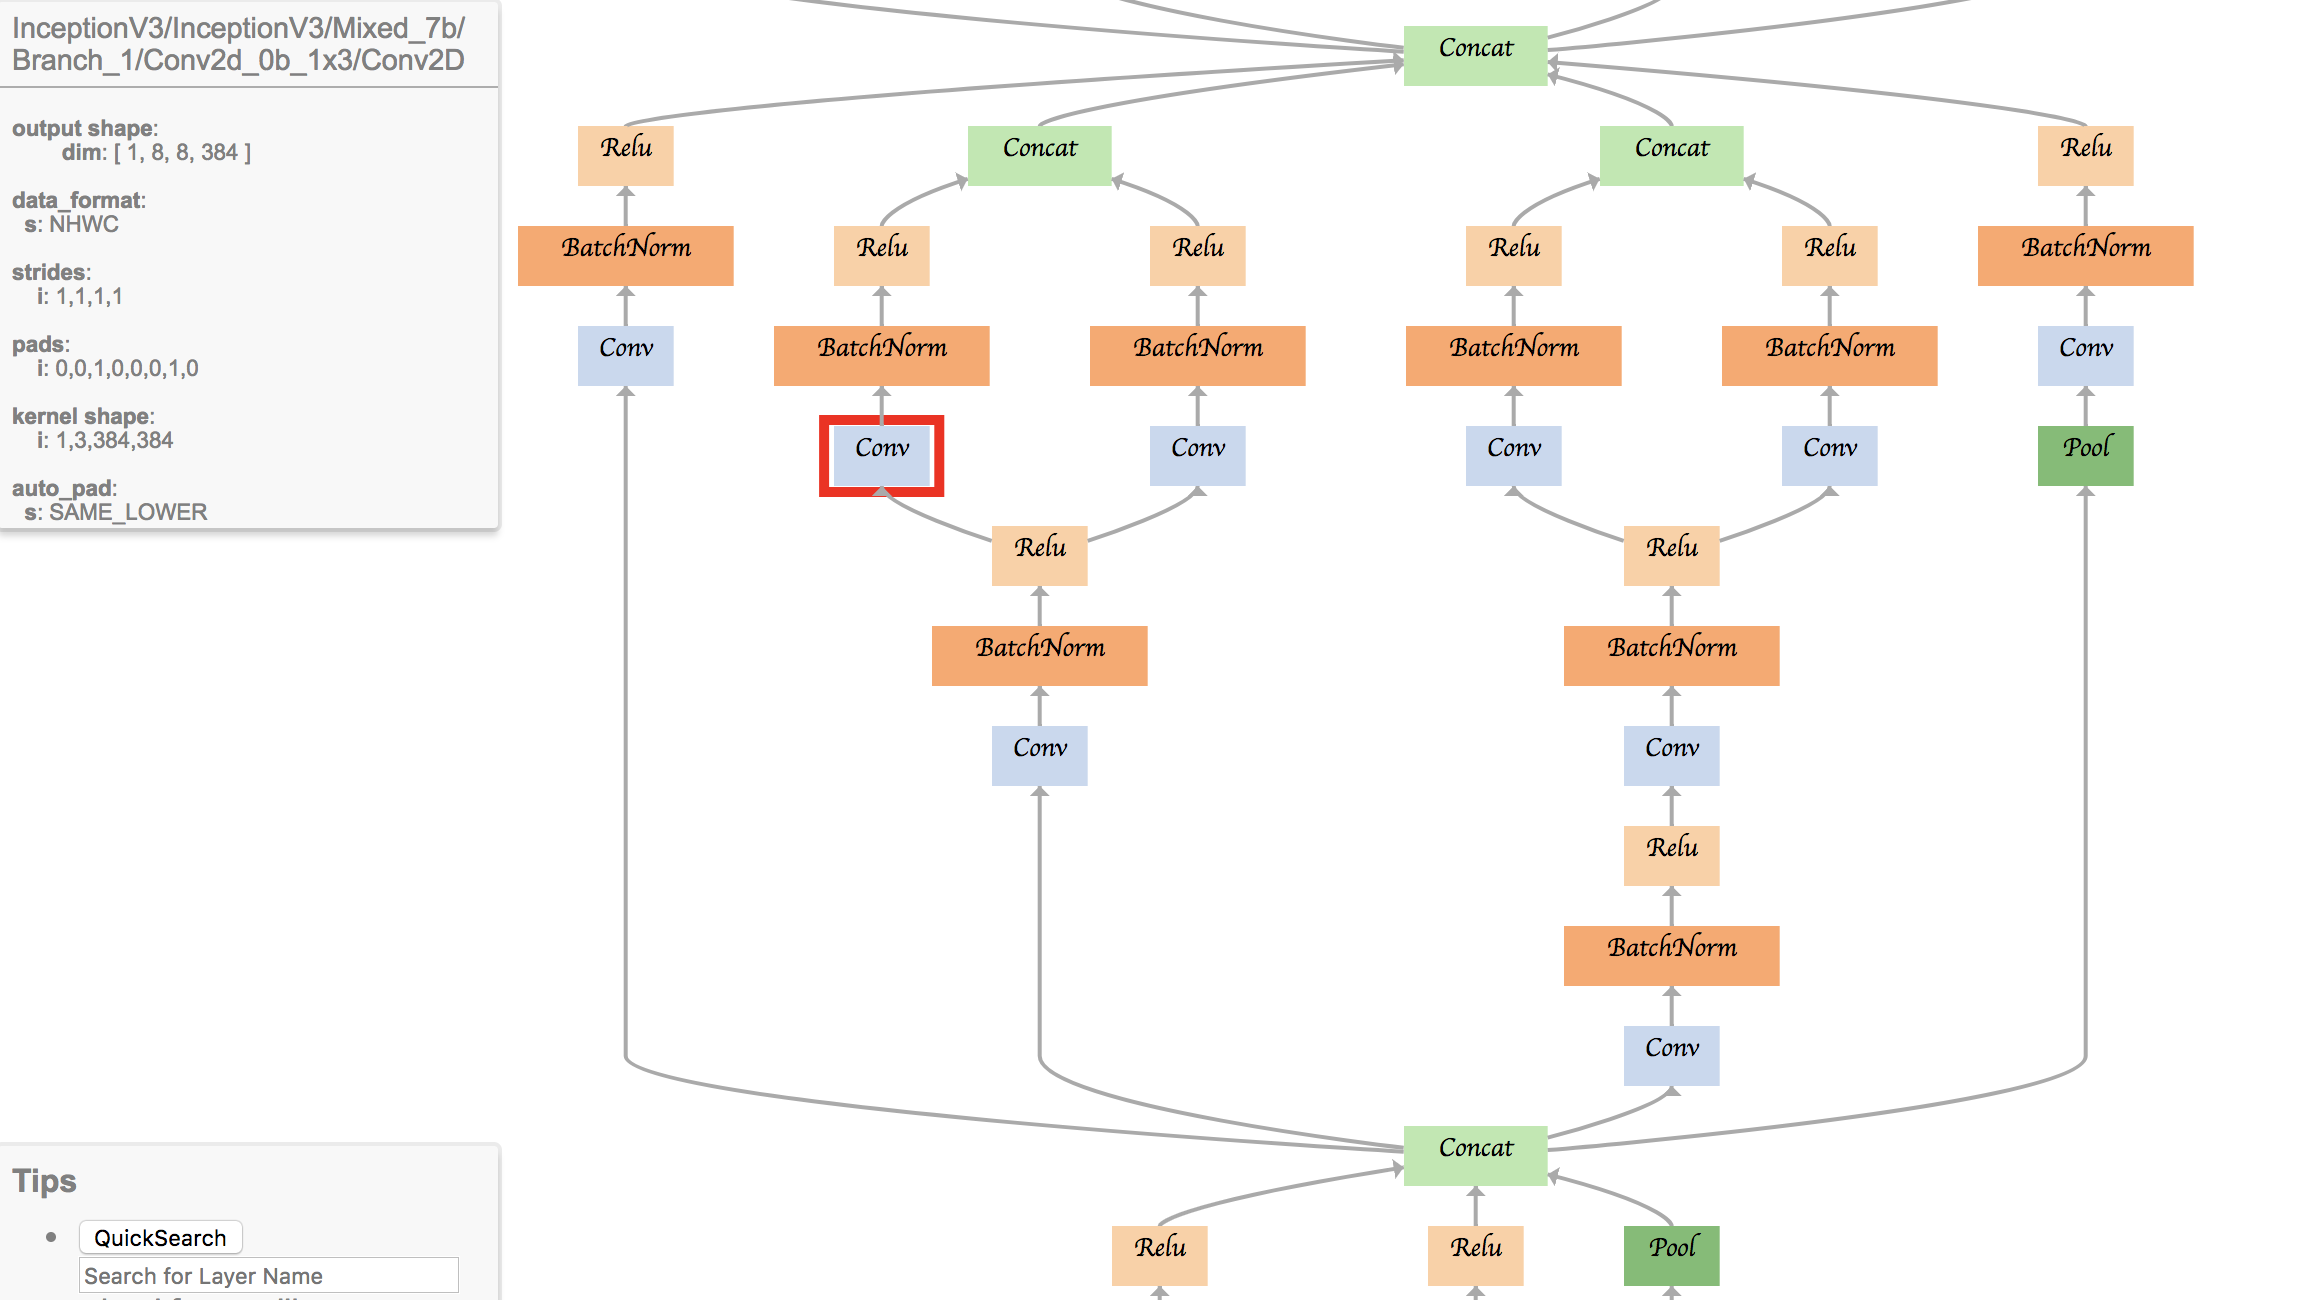 InceptionV3/InceptionV3/Mixed_7b/
Branch_1/Conv2d_0b_1x3/Conv2D
output shape:
dim: [ 1, 8, 8, 384 ]
data_format:
s: NHWC
strides:
i: 1,1,1,1
pads:
i: 0,0,1,0,0,0,1,0
kernel shape:
i: 1,3,384,384
auto_pad:
s: SAME_LOWER
Tips
QuickSearch
Search for Layer Name
Concat
Relu Concat Concat Relu
BatchNorm Relu Relu Relu Relu BatchNorm
Conv BatchNorm BatchNorm BatchNorm BatchNorm Conv
Conv Conv Conv Conv Pool
Relu Relu
BatchNorm BatchNorm
Conv Conv
Relu
BatchNorm
Conv
Concat
Relu Relu Pool